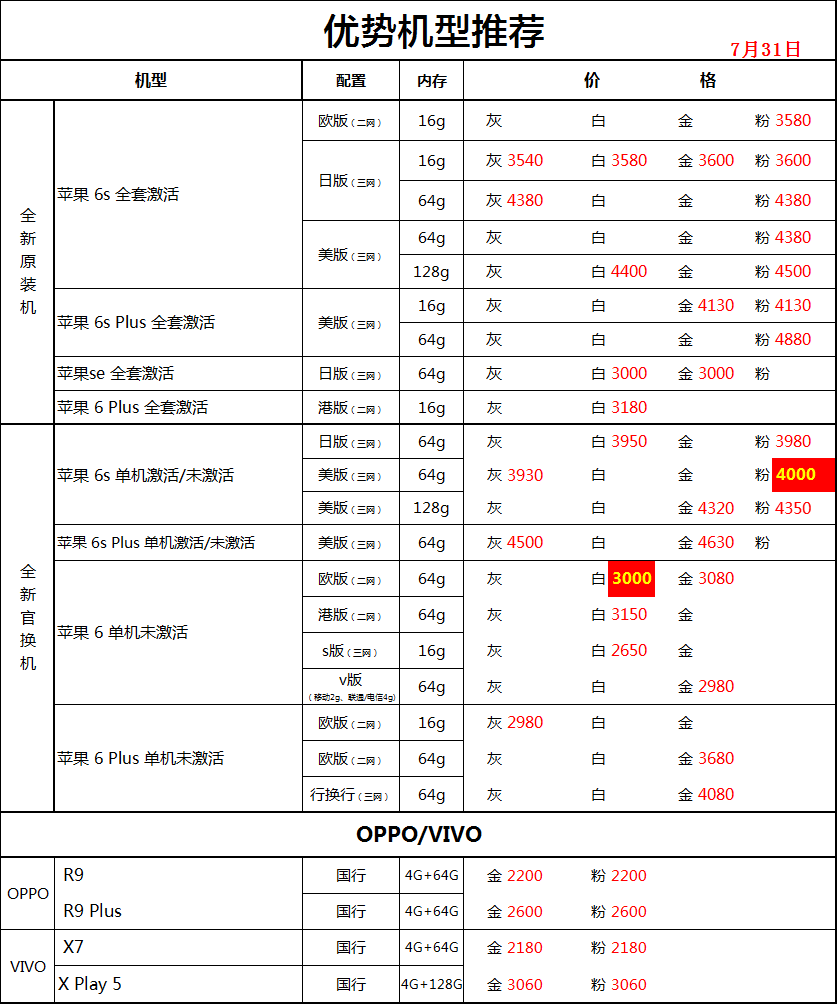 优势机型推荐
7月31日
机型 配置 内存 价 格
全新原装机
苹果 6s 全套激活
欧版（二网） 16g 灰 白 金 粉 3580
日版（三网） 16g 灰 3540 白 3580 金 3600 粉 3600
64g 灰 4380 白 金 粉 4380
美版（三网） 64g 灰 白 金 粉 4380
128g 灰 白 4400 金 粉 4500
苹果 6s Plus 全套激活 美版（三网） 16g 灰 白 金 4130 粉 4130
64g 灰 白 金 粉 4880
苹果se 全套激活 日版（三网） 64g 灰 白 3000 金 3000 粉
苹果 6 Plus 全套激活 港版（二网） 16g 灰 白 3180
全新官换机
苹果 6s 单机激活/未激活
日版（三网） 64g 灰 白 3950 金 粉 3980
美版（三网） 64g 灰 3930 白 金 粉 4000
美版（三网） 128g 灰 白 金 4320 粉 4350
苹果 6s Plus 单机激活/未激活 美版（三网） 64g 灰 4500 白 金 4630 粉
苹果 6 单机未激活
欧版（二网） 64g 灰 白 3000 金 3080
港版（二网） 64g 灰 白 3150 金
s版（三网） 16g 灰 白 2650 金
v版
（移动2g、联通/电信4g） 64g 灰 白 金 2980
苹果 6 Plus 单机未激活
欧版（二网） 16g 灰 2980 白 金
欧版（二网） 64g 灰 白 金 3680
行换行（三网） 64g 灰 白 金 4080
OPPO/VIVO
OPPO
R9 国行 4G+64G 金 2200 粉 2200
R9 Plus 国行 4G+64G 金 2600 粉 2600
VIVO
X7 国行 4G+64G 金 2180 粉 2180
X Play 5 国行 4G+128G 金 3060 粉 3060